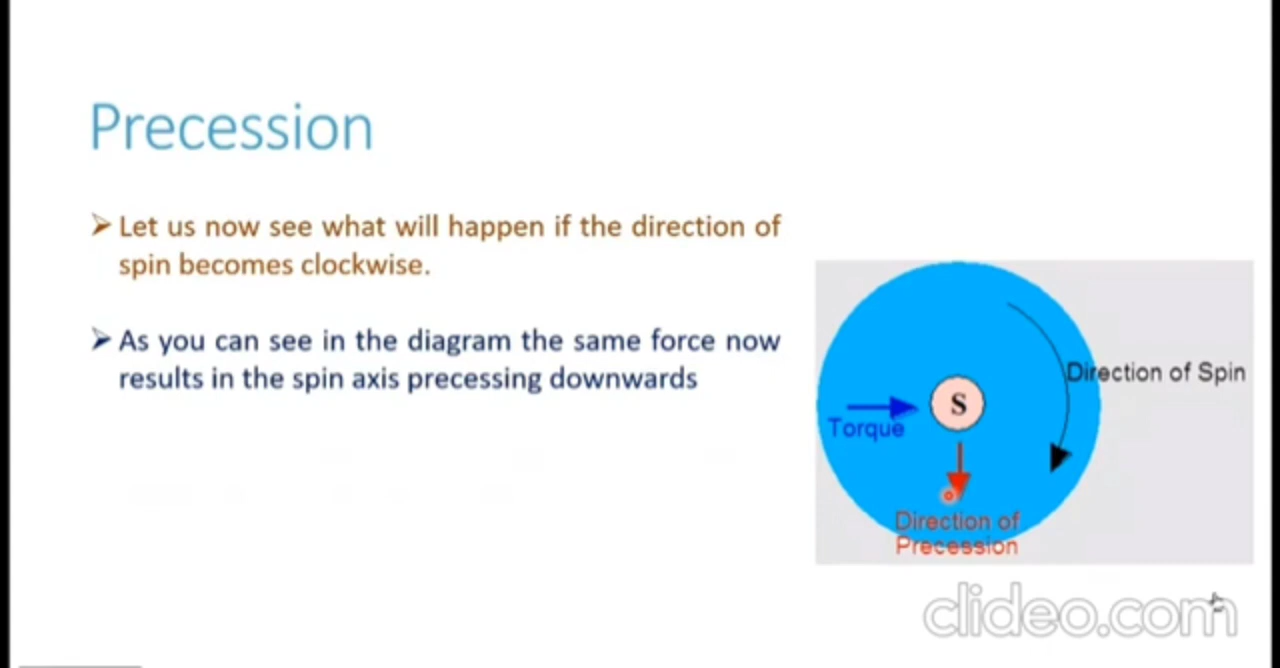 Precession
➢ Let us now see what will happen if the direction of
spin becomes clockwise.
➢ As you can see in the diagram the same force now
results in the spin axis precessing downwards
Direction of Spin
S
Torque
Direction of
Precession
clideo.com